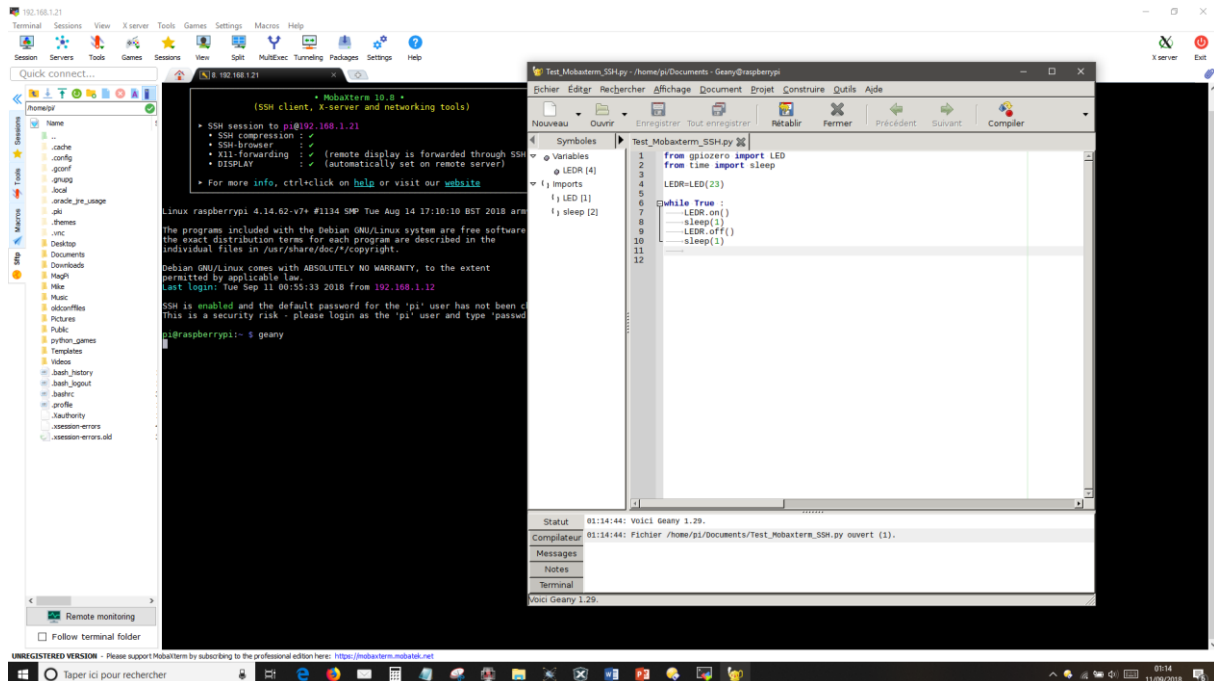 192.168.1.21
Terminal Sessions View X server Tools Games Settings Macros Help
Session Servers Tools Games Sessions View Split MultiExec Tunneling Packages Settings Help
X server Exit
Quick connect...
8. 192.168.1.21
/home/pi/
Name
..
.cache
.config
.gconf
.gnupg
.local
.oracle_jre_usage
.pki
.themes
.vnc
Desktop
Documents
Downloads
MagPi
Mike
Music
oldconffiles
Pictures
Public
python_games
Templates
Videos
.bash_history
.bash_logout
.bashrc
.profile
.Xauthority
.xsession-errors
.xsession-errors.old
Sessions
Tools
Macros
Sftp
Remote monitoring
Follow terminal folder
• MobaXterm 10.8 •
(SSH client, X-server and networking tools)
▸ SSH session to pi@192.168.1.21
• SSH compression : ✔
• SSH-browser : ✔
• X11-forwarding : ✔ (remote display is forwarded through SSH
• DISPLAY : ✔ (automatically set on remote server)
▸ For more info, ctrl+click on help or visit our website
Linux raspberrypi 4.14.62-v7+ #1134 SMP Tue Aug 14 17:10:10 BST 2018 arm
The programs included with the Debian GNU/Linux system are free software
the exact distribution terms for each program are described in the
individual files in /usr/share/doc/*/copyright.
Debian GNU/Linux comes with ABSOLUTELY NO WARRANTY, to the extent
permitted by applicable law.
Last login: Tue Sep 11 00:55:33 2018 from 192.168.1.12
SSH is enabled and the default password for the 'pi' user has not been c
This is a security risk - please login as the 'pi' user and type 'passwd
pi@raspberrypi:~ $ geany
Test_Mobaxterm_SSH.py - /home/pi/Documents - Geany@raspberrypi
Fichier Éditer Rechercher Affichage Document Projet Construire Outils Aide
Nouveau Ouvrir Enregistrer Tout enregistrer Rétablir Fermer Précédent Suivant Compiler
Symboles
Test_Mobaxterm_SSH.py
Variables
LEDR [4]
Imports
LED [1]
sleep [2]
1 from gpiozero import LED
2 from time import sleep
3
4 LEDR=LED(23)
5
6 while True :
7 LEDR.on()
8 sleep(1)
9 LEDR.off()
10 sleep(1)
11
12
Statut
Compilateur
Messages
Notes
Terminal
01:14:44: Voici Geany 1.29.
01:14:44: Fichier /home/pi/Documents/Test_Mobaxterm_SSH.py ouvert (1).
Voici Geany 1.29.
UNREGISTERED VERSION - Please support MobaXterm by subscribing to the professional edition here: https://mobaxterm.mobatek.net
Taper ici pour rechercher
01:14
11/09/2018